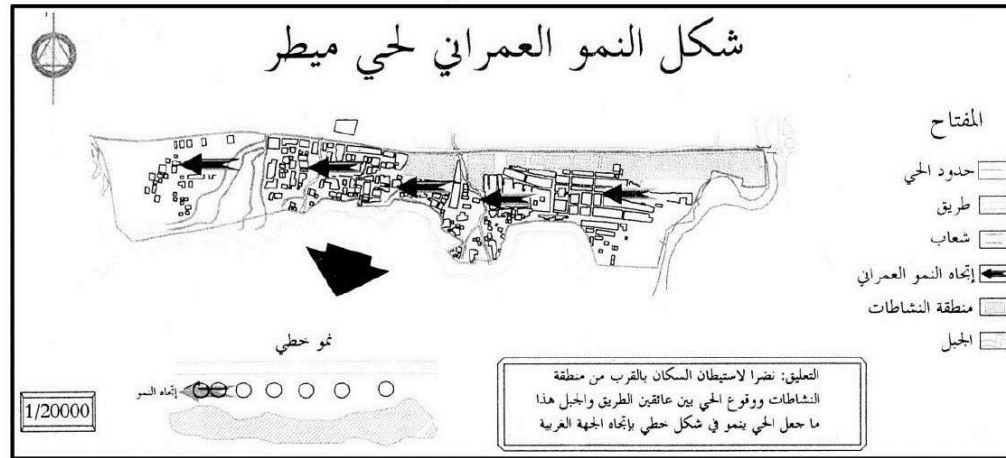 شكل النمو العمراني لحي ميطر
المفتاح
حدود الحي
طريق
شعاب
إتجاه النمو العمراني
منطقة النشاطات
الجبل
نمو خطي
إتجاه النمو
1/20000
التعليق: نضرا لاستيطان السكان بالقرب من منطقة
النشاطات ووقوع الحي بين عائقين الطريق والجبل هذا
ما جعل الحي ينمو في شكل خطي بإتجاه الجهة الغربية